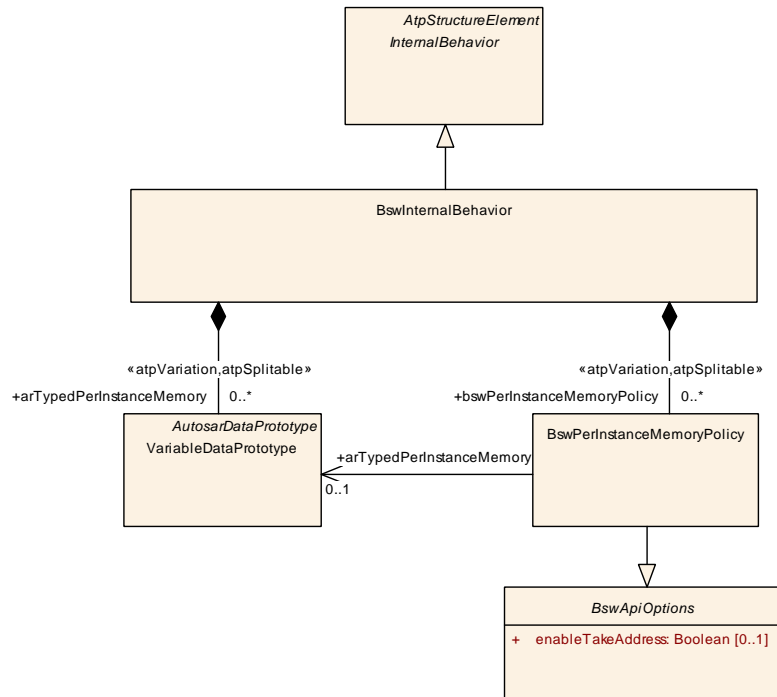 AtpStructureElement
InternalBehavior
BswInternalBehavior
«atpVariation,atpSplitable»
+arTypedPerInstanceMemory 0..*
«atpVariation,atpSplitable»
+bswPerInstanceMemoryPolicy 0..*
AutosarDataPrototype
VariableDataPrototype
BswPerInstanceMemoryPolicy
+arTypedPerInstanceMemory
0..1
BswApiOptions
+ enableTakeAddress: Boolean [0..1]